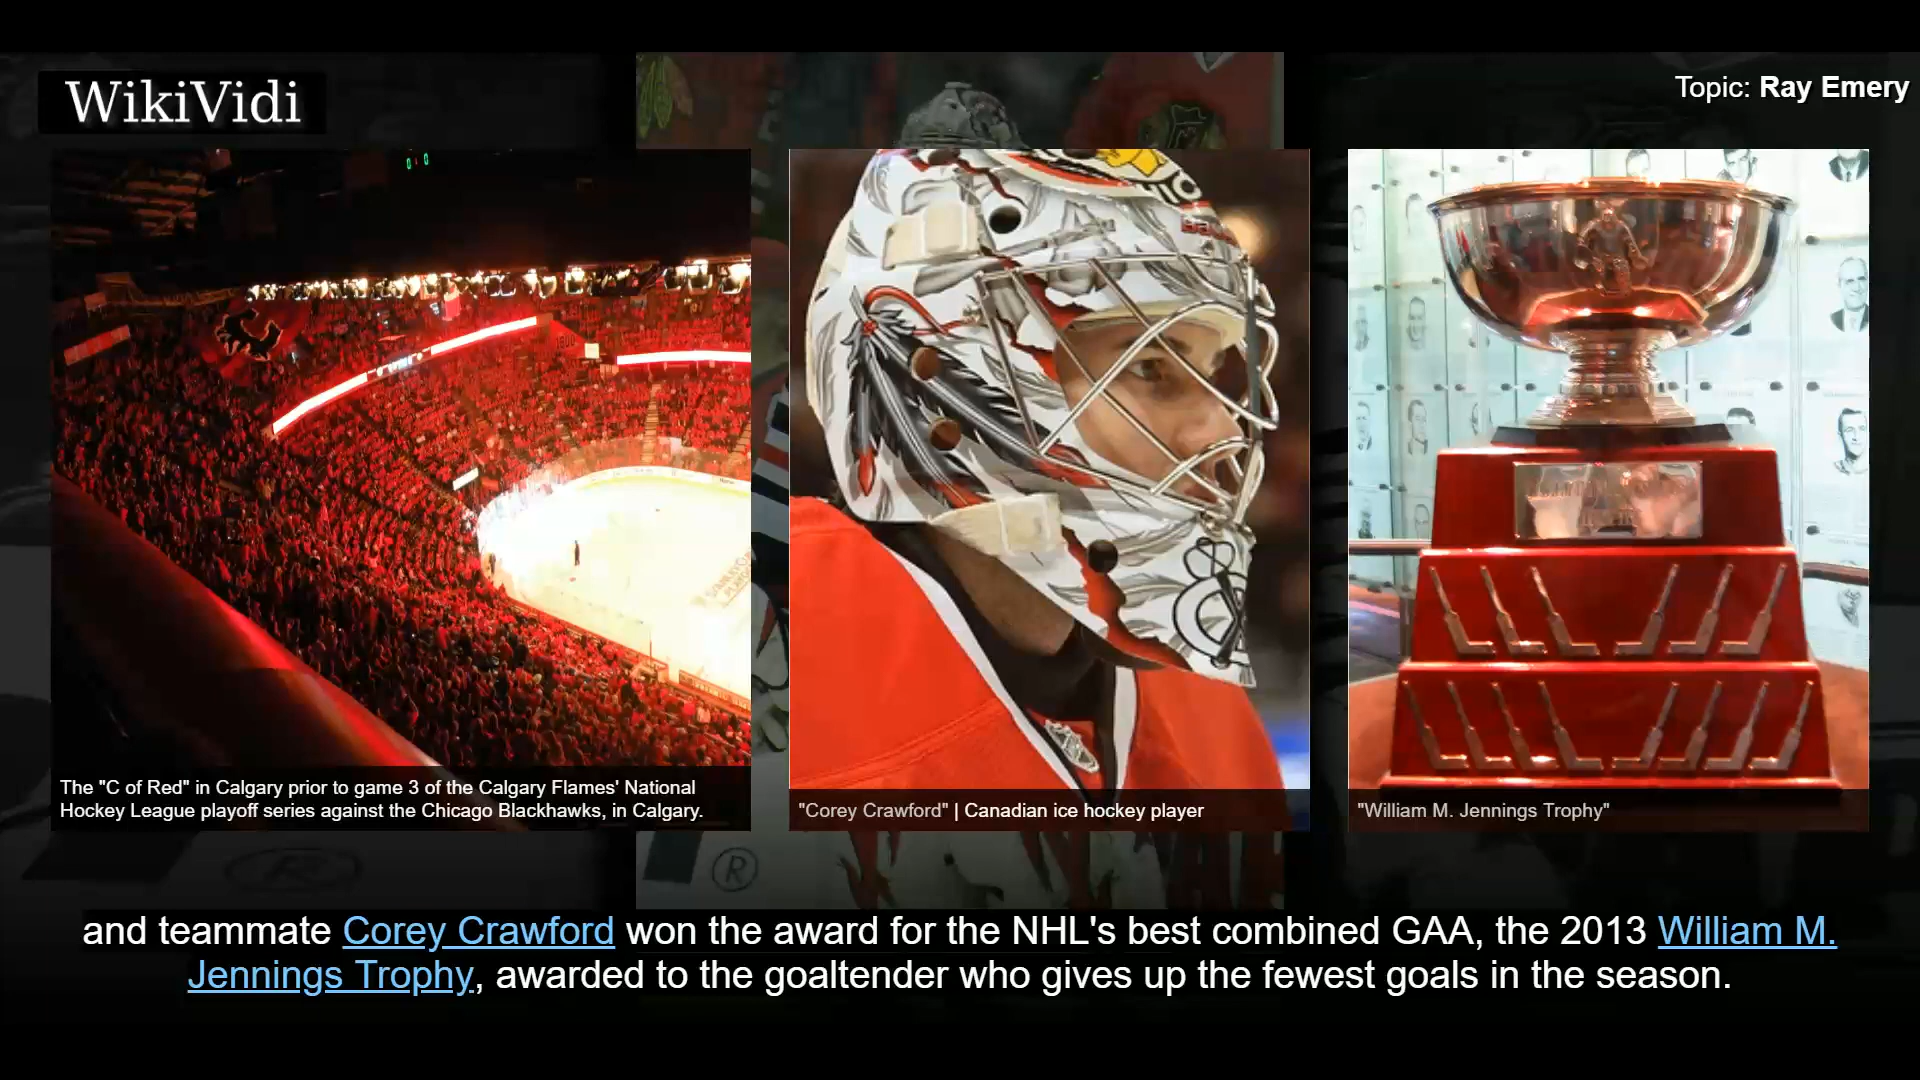 WikiVidi
Topic: Ray Emery
The "C of Red" in Calgary prior to game 3 of the Calgary Flames' National
Hockey League playoff series against the Chicago Blackhawks, in Calgary.
"Corey Crawford" | Canadian ice hockey player
"William M. Jennings Trophy"
and teammate Corey Crawford won the award for the NHL's best combined GAA, the 2013 William M.
Jennings Trophy, awarded to the goaltender who gives up the fewest goals in the season.